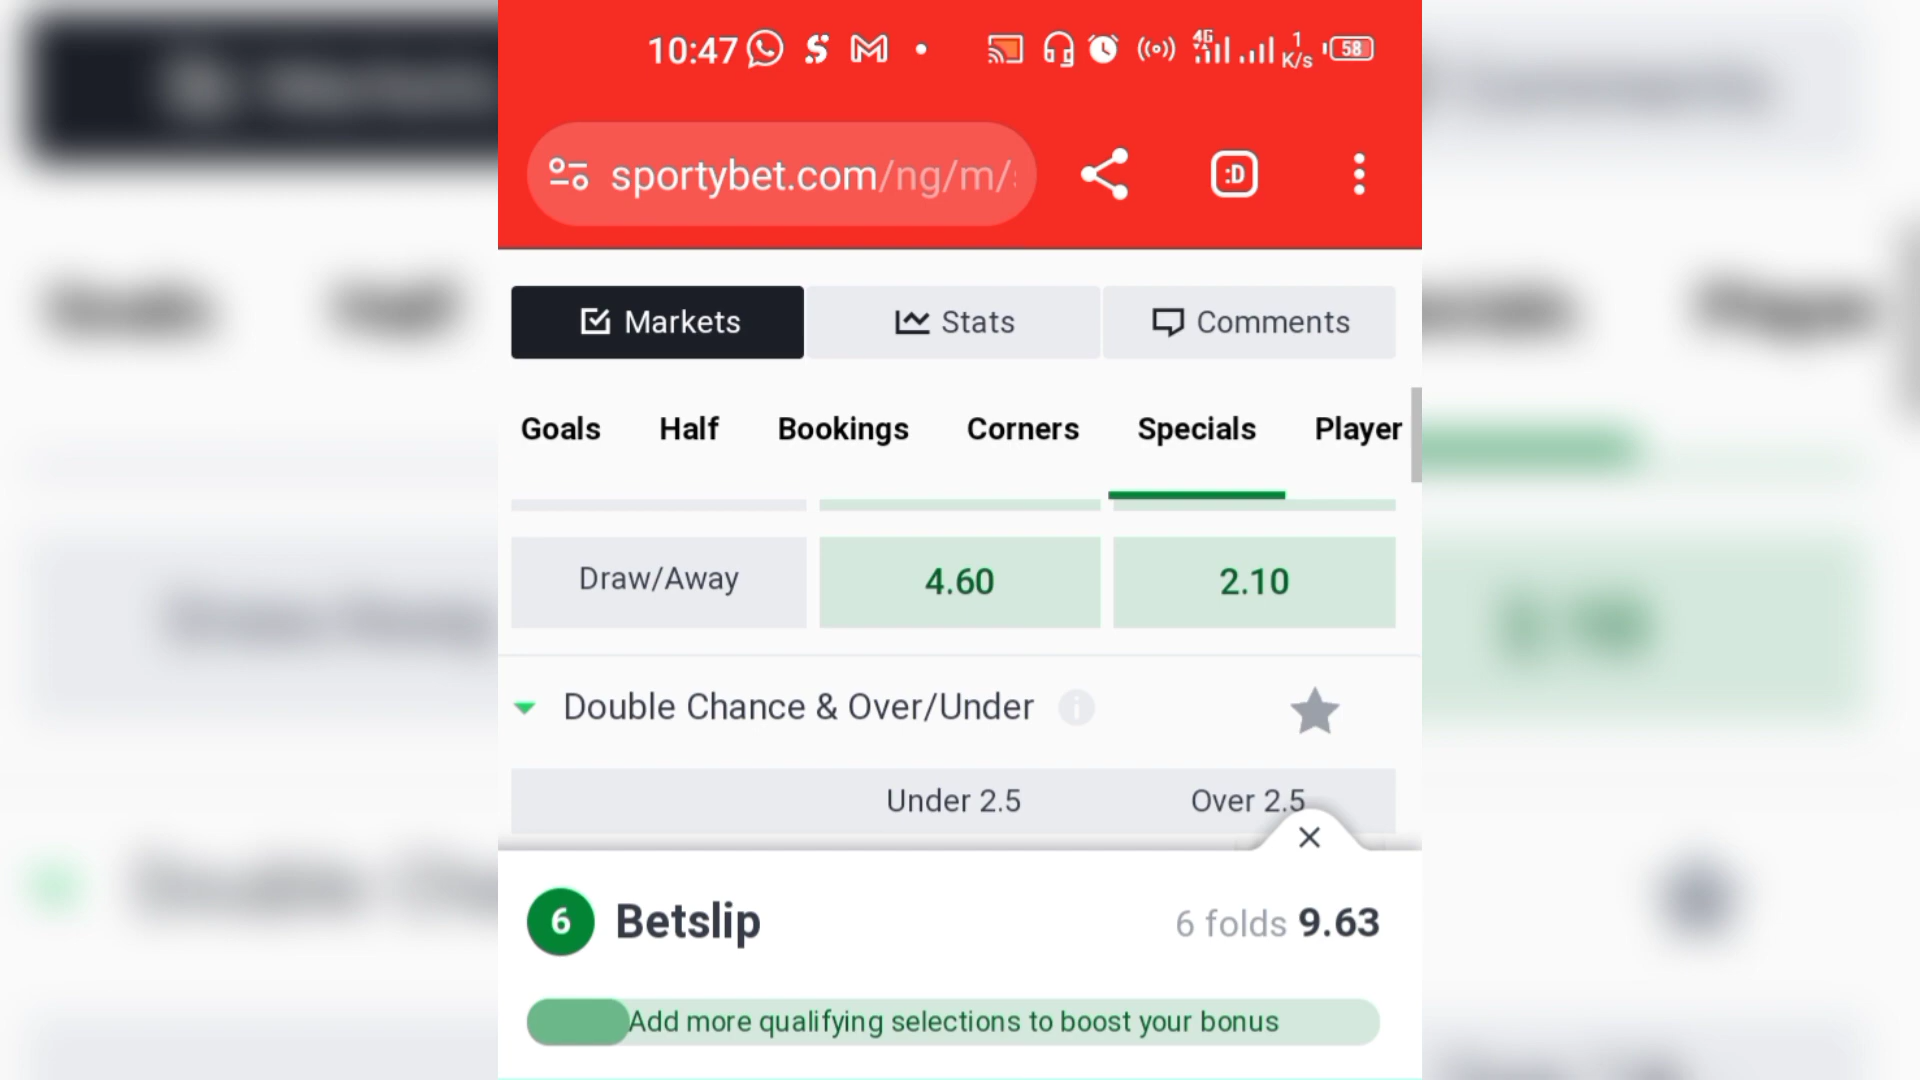 10:47 4G 1 K/s 58
sportybet.com/ng/m/
:D
Markets Stats Comments
Goals Half Bookings Corners Specials Player
Draw/Away 4.60 2.10
Double Chance & Over/Under
Under 2.5 Over 2.5
6 Betslip 6 folds 9.63
Add more qualifying selections to boost your bonus